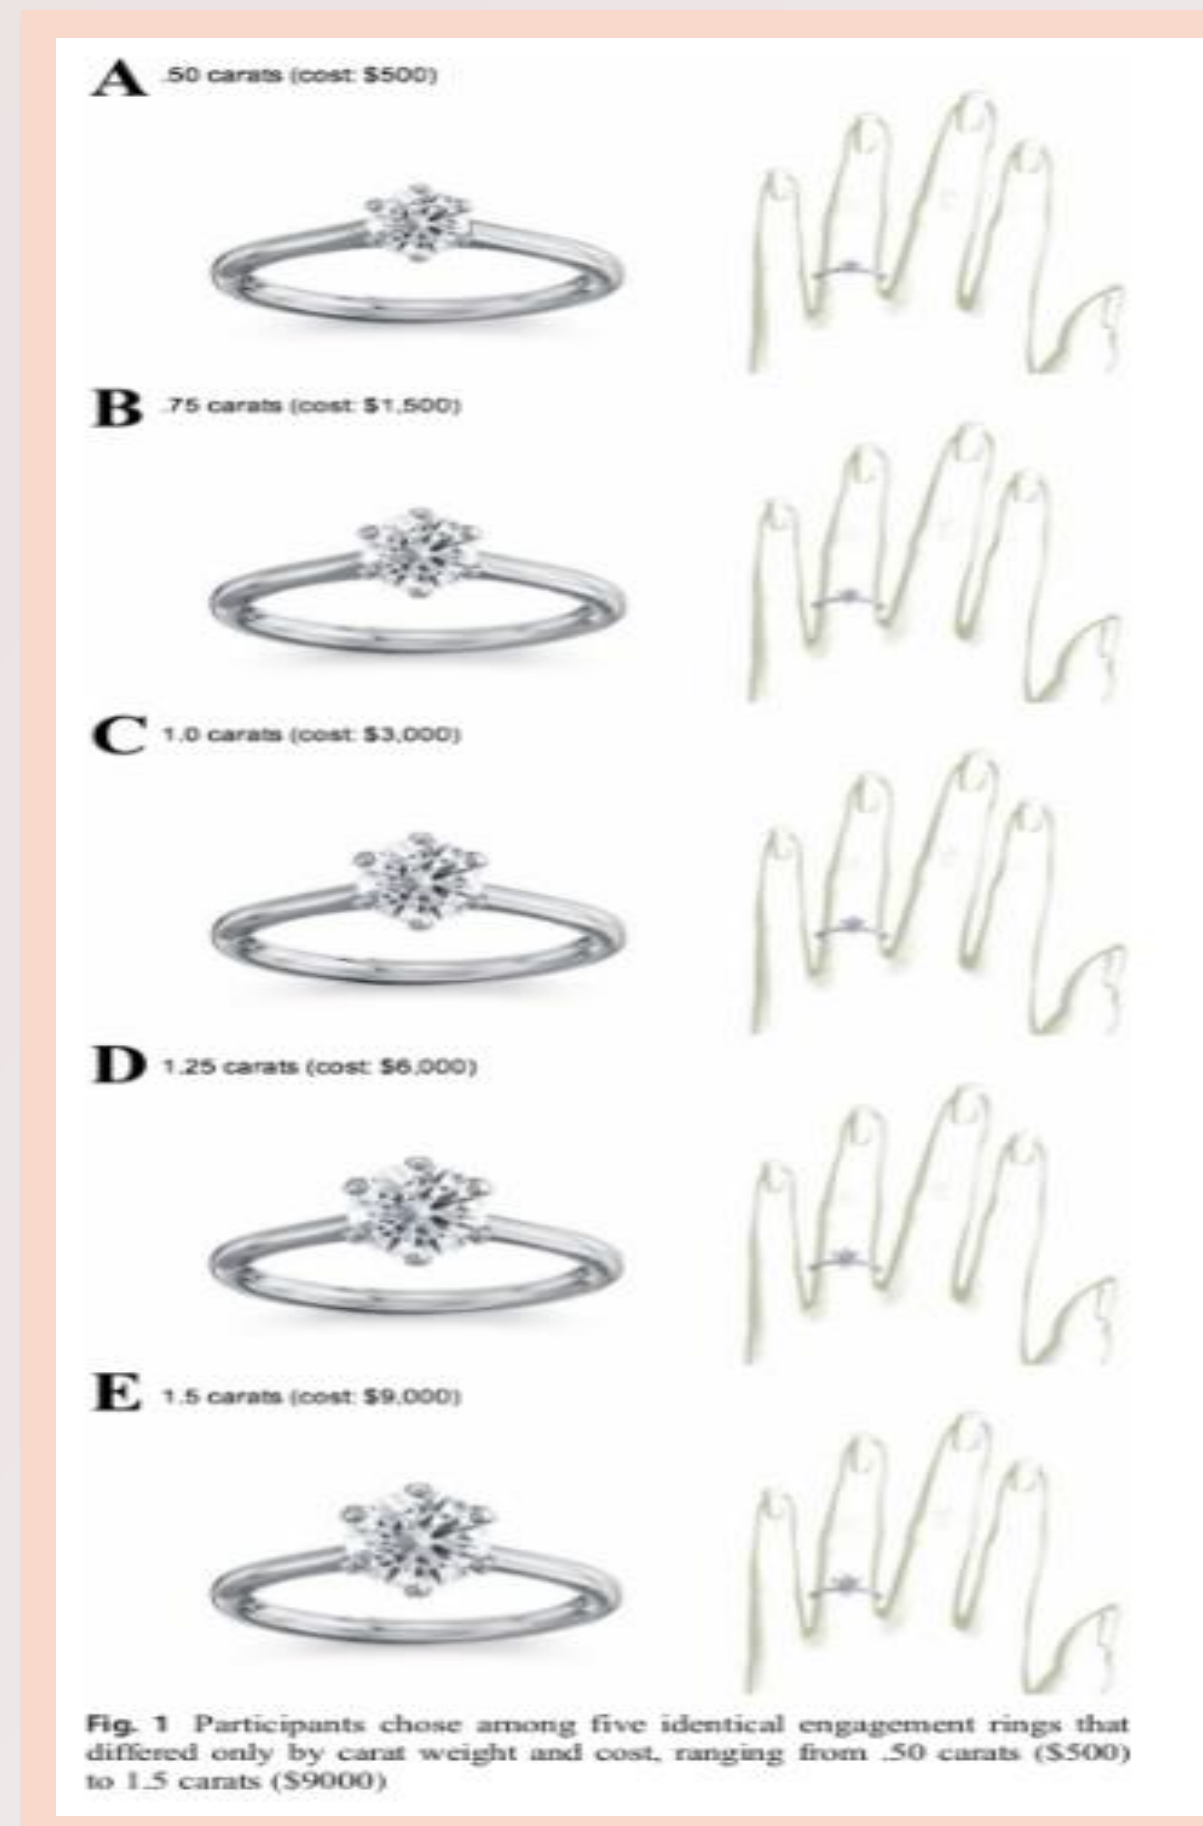 A .50 carats (cost: $500)
B .75 carats (cost: $1,500)
C 1.0 carats (cost: $3,000)
D 1.25 carats (cost: $6,000)
E 1.5 carats (cost: $9,000)
Fig. 1 Participants chose among five identical engagement rings that
differed only by carat weight and cost, ranging from .50 carats ($500)
to 1.5 carats ($9000)